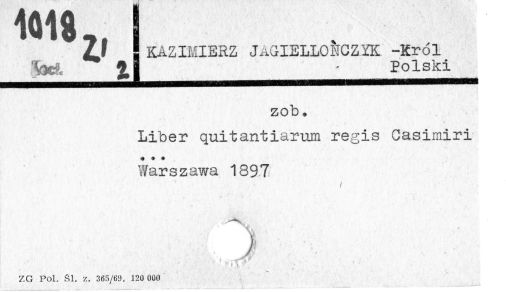 1018
ZI
2
KAZIMIERZ JAGIELLOŃCZYK -Król
Polski
zob.
Liber quitantiarum regis Casimiri
...
Warszawa 1897
ZG Pol. Śl. z. 365/69. 120 000